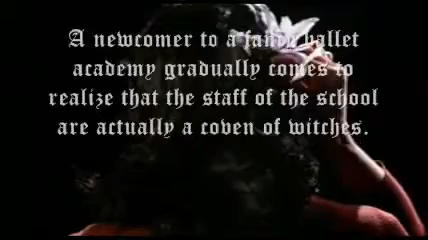 A newcomer to a fancy ballet
academy gradually comes to
realize that the staff of the school
are actually a coven of witches.